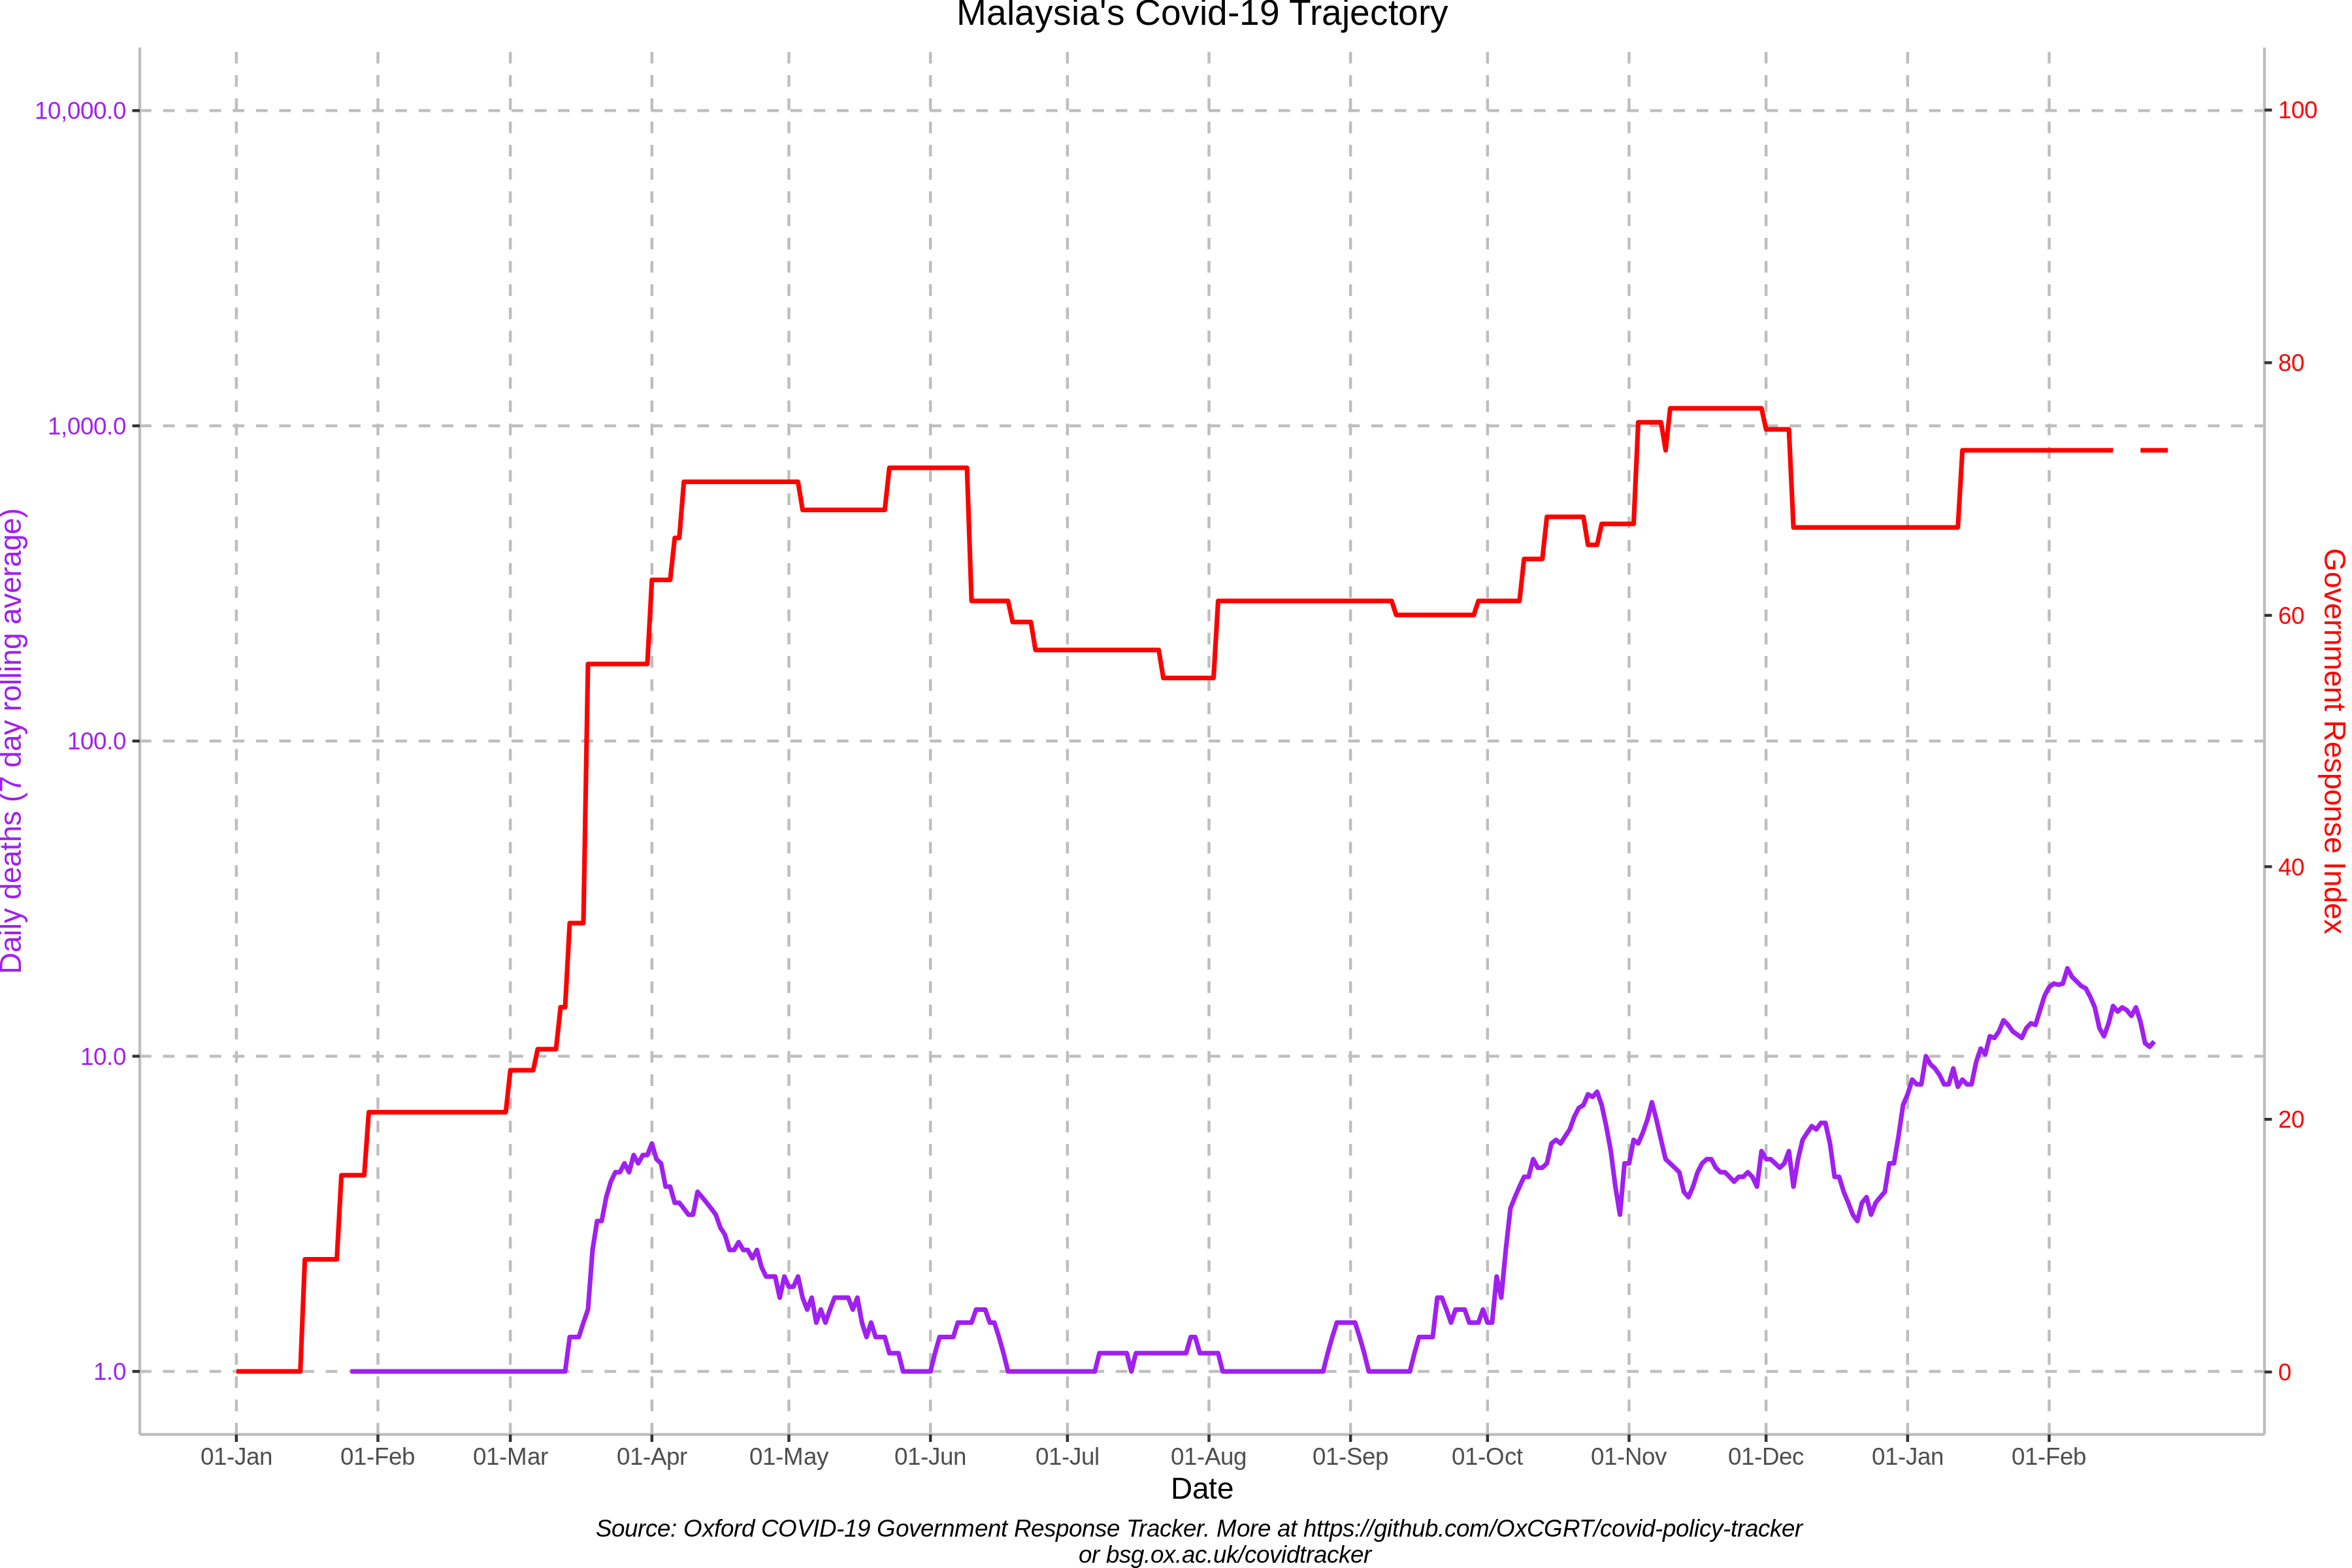 Malaysia's Covid-19 Trajectory
10,000.0
1,000.0
100.0
10.0
1.0
Daily deaths (7 day rolling average)
100
80
60
40
20
0
Government Response Index
01-Jan 01-Feb 01-Mar 01-Apr 01-May 01-Jun 01-Jul 01-Aug 01-Sep 01-Oct 01-Nov 01-Dec 01-Jan 01-Feb
Date
Source: Oxford COVID-19 Government Response Tracker. More at https://github.com/OxCGRT/covid-policy-tracker
or bsg.ox.ac.uk/covidtracker